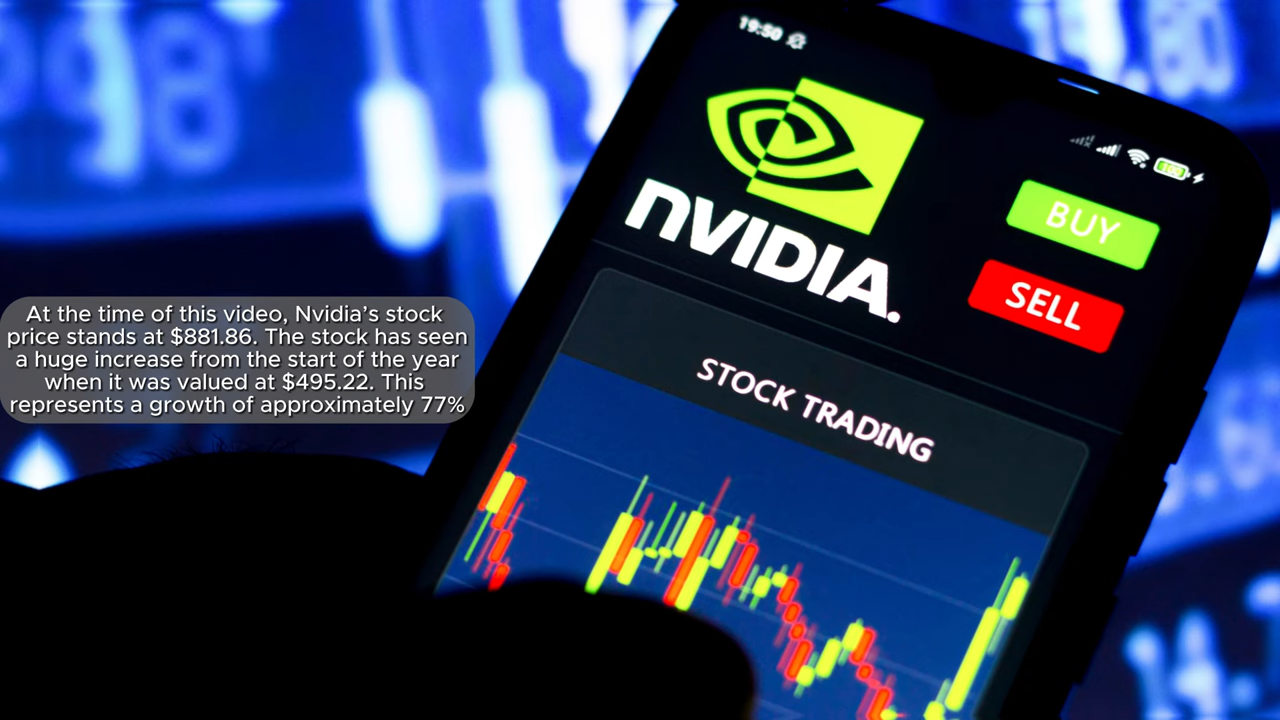 19:50
NVIDIA.
BUY
SELL
STOCK TRADING
At the time of this video, Nvidia's stock
price stands at $881.86. The stock has seen
a huge increase from the start of the year
when it was valued at $495.22. This
represents a growth of approximately 77%